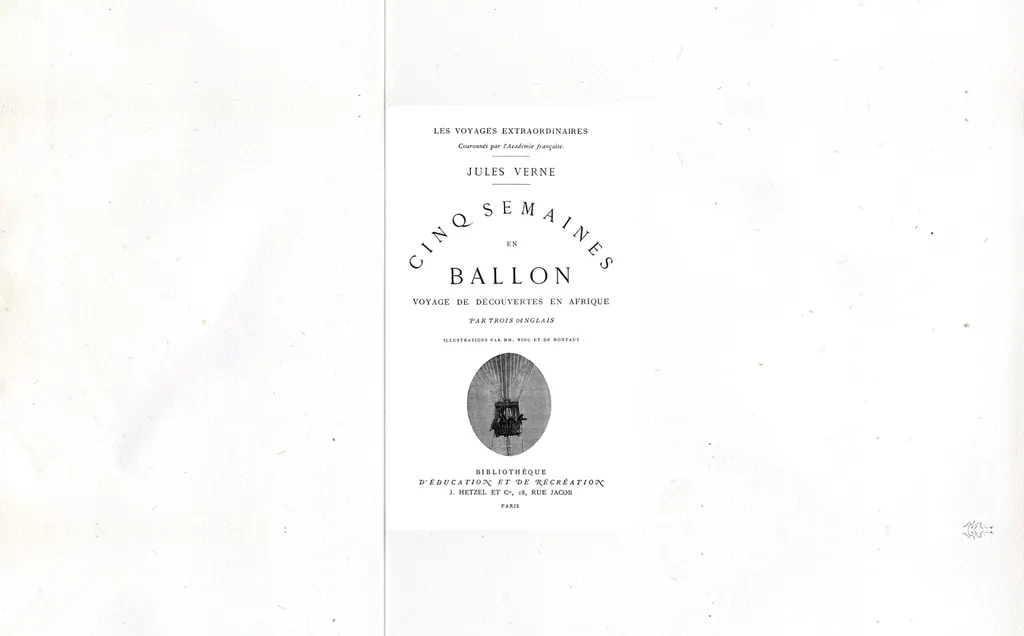 LES VOYAGES EXTRAORDINAIRES
Couronnés par l'Académie française.
JULES VERNE
CINQ SEMAINES
EN
BALLON
VOYAGE DE DÉCOUVERTES EN AFRIQUE
PAR TROIS ANGLAIS
ILLUSTRATIONS PAR MM. RIOU ET DE MONTAUT
BIBLIOTHÈQUE
D'ÉDUCATION ET DE RÉCRÉATION
J. HETZEL ET Cie, 18, RUE JACOB
PARIS